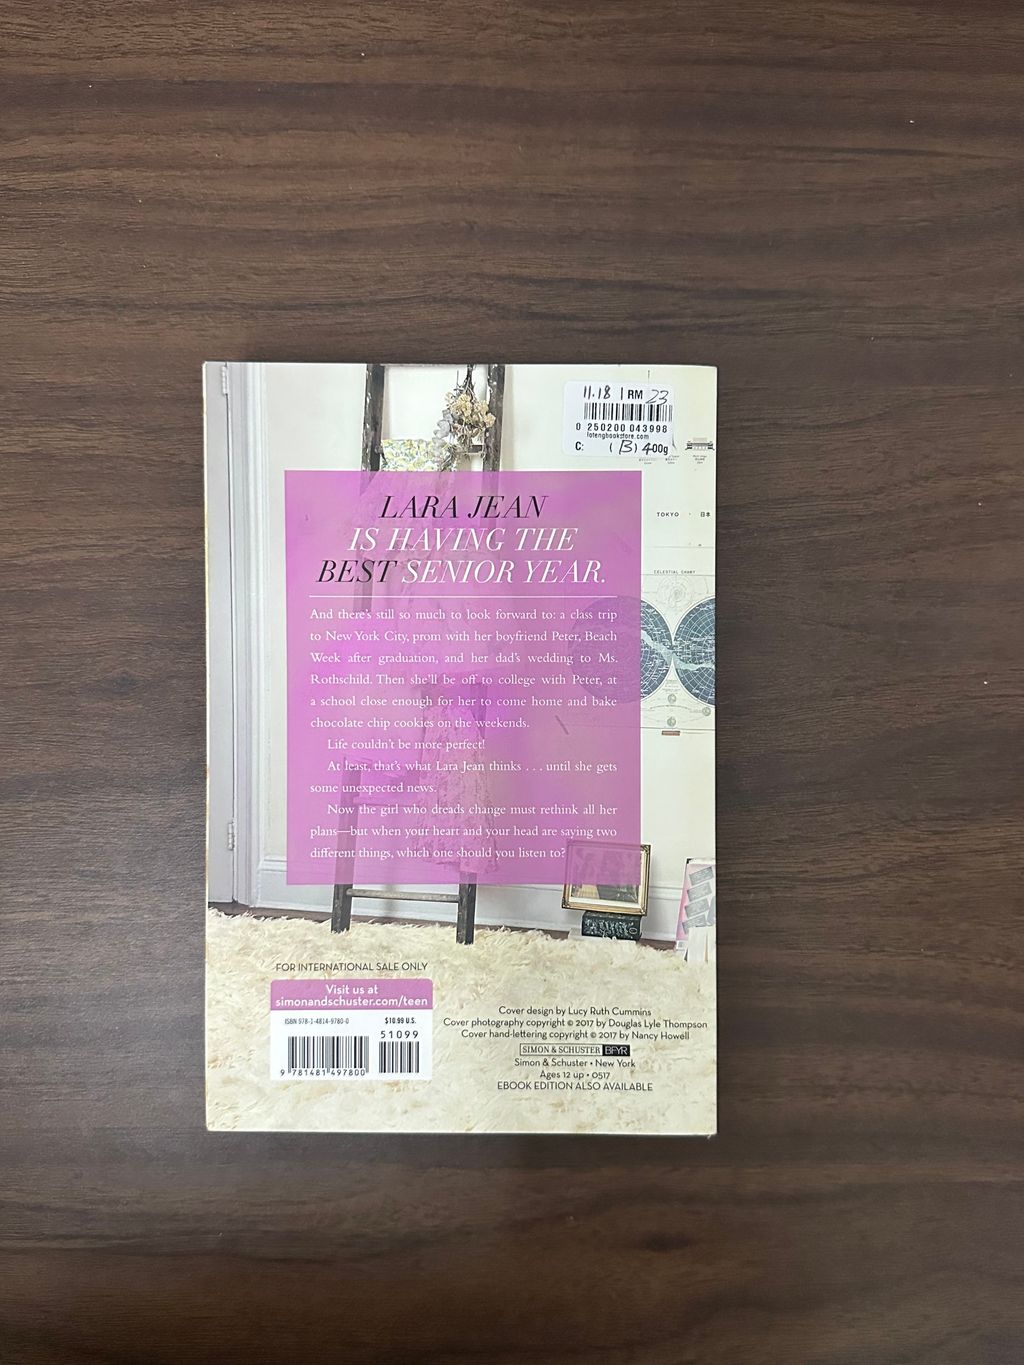 11.18 | RM 23
0 250200 043998
lotengbookstore.com
C: (B) 400g
TOKYO · 日本
CELESTIAL CHART
LARA JEAN
IS HAVING THE
BEST SENIOR YEAR.
And there's still so much to look forward to: a class trip
to New York City, prom with her boyfriend Peter, Beach
Week after graduation, and her dad's wedding to Ms.
Rothschild. Then she'll be off to college with Peter, at
a school close enough for her to come home and bake
chocolate chip cookies on the weekends.
Life couldn't be more perfect!
At least, that's what Lara Jean thinks . . . until she gets
some unexpected news.
Now the girl who dreads change must rethink all her
plans—but when your heart and your head are saying two
different things, which one should you listen to?
FOR INTERNATIONAL SALE ONLY
Visit us at
simonandschuster.com/teen
ISBN 978-1-4814-9780-0 $10.99 U.S.
51099
9 781481 497800
Cover design by Lucy Ruth Cummins
Cover photography copyright © 2017 by Douglas Lyle Thompson
Cover hand-lettering copyright © 2017 by Nancy Howell
SIMON & SCHUSTER BFYR
Simon & Schuster • New York
Ages 12 up • 0517
EBOOK EDITION ALSO AVAILABLE